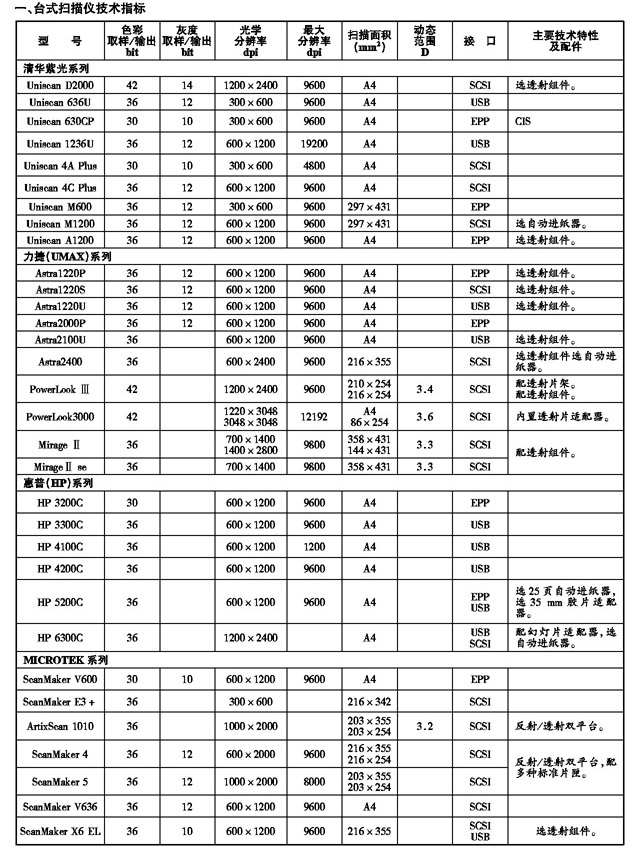 一、台式扫描仪技术指标
型 号 色彩取样/输出 bit 灰度取样/输出 bit 光学分辨率 dpi 最大分辨率 dpi 扫描面积 (mm²) 动态范围 D 接 口 主要技术特性及配件
清华紫光系列
Uniscan D2000 42 14 1200×2400 9600 A4 SCSI 选透射组件。
Uniscan 636U 36 12 300×600 9600 A4 USB
Uniscan 630CP 30 10 300×600 9600 A4 EPP CIS
Uniscan 1236U 36 12 600×1200 19200 A4 USB
Uniscan 4A Plus 30 10 300×600 4800 A4 SCSI
Uniscan 4C Plus 36 12 600×1200 9600 A4 SCSI
Uniscan M600 36 12 300×600 9600 297×431 EPP
Uniscan M1200 36 12 600×1200 9600 297×431 SCSI 选自动进纸器。
Uniscan A1200 36 12 600×1200 9600 A4 EPP 选透射组件。
力捷(UMAX)系列
Astra1220P 36 12 600×1200 9600 A4 EPP 选透射组件。
Astra1220S 36 12 600×1200 9600 A4 SCSI 选透射组件。
Astra1220U 36 12 600×1200 9600 A4 USB 选透射组件。
Astra2000P 36 12 600×1200 9600 A4 EPP
Astra2100U 36 600×1200 9600 A4 USB 选透射组件。
Astra2400 36 600×2400 9600 216×355 SCSI 选透射组件选自动进纸器。
PowerLook Ⅲ 42 1200×2400 9600 210×254 216×254 3.4 SCSI 配透射片架。配透射组件。
PowerLook3000 42 1220×3048 3048×3048 12192 A4 86×254 3.6 SCSI 内置透射片适配器。
Mirage Ⅱ 36 700×1400 1400×2800 9800 358×431 144×431 3.3 SCSI 配透射组件。
MirageⅡ se 36 700×1400 9800 358×431 3.3 SCSI
惠普(HP)系列
HP 3200C 30 600×1200 9600 A4 EPP
HP 3300C 36 600×1200 9600 A4 USB
HP 4100C 36 600×1200 1200 A4 USB
HP 4200C 36 600×1200 9600 A4 USB
HP 5200C 36 600×1200 9600 A4 EPP USB 选25页自动进纸器,选35 mm胶片适配器。
HP 6300C 36 1200×2400 A4 USB SCSI 配幻灯片适配器,选自动进纸器。
MICROTEK 系列
ScanMaker V600 30 10 600×1200 9600 A4 EPP
ScanMaker E3＋ 36 300×600 216×342 SCSI
ArtixScan 1010 36 1000×2000 203×355 203×254 3.2 SCSI 反射/透射双平台。
ScanMaker 4 36 12 600×2000 9600 216×355 216×254 SCSI 反射/透射双平台,配多种标准片匣。
ScanMaker 5 36 12 1000×2000 8000 203×355 203×254 SCSI
ScanMaker V636 36 12 600×1200 9600 A4 SCSI
ScanMaker X6 EL 36 10 600×1200 9600 216×355 SCSI USB 选透射组件。